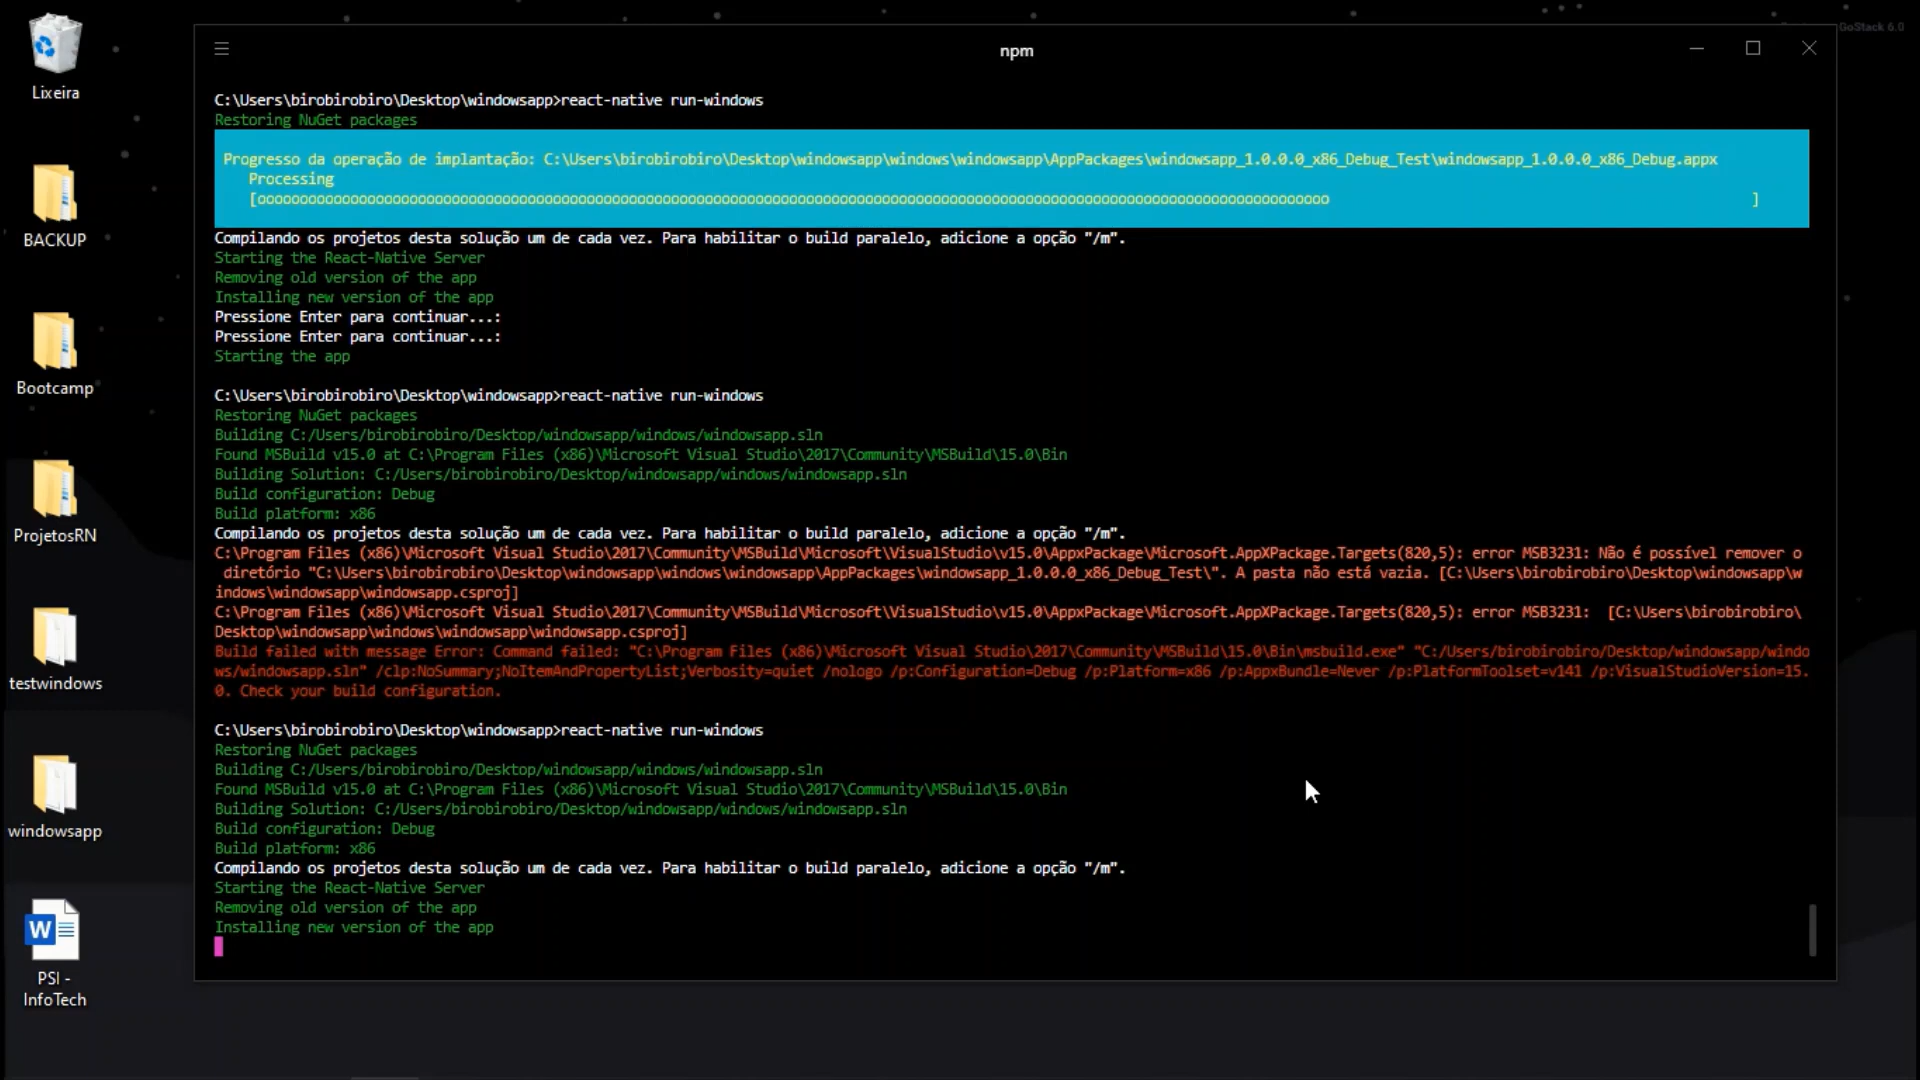 GoStack 6.0
npm
Lixeira
BACKUP
Bootcamp
ProjetosRN
testwindows
windowsapp
W
PSI -
InfoTech
C:\Users\birobirobiro\Desktop\windowsapp>react-native run-windows
Restoring NuGet packages
Progresso da operação de implantação: C:\Users\birobirobiro\Desktop\windowsapp\windows\windowsapp\AppPackages\windowsapp_1.0.0.0_x86_Debug_Test\windowsapp_1.0.0.0_x86_Debug.appx
Processing
[ooooooooooooooooooooooooooooooooooooooooooooooooooooooooooooooooooooooooooooooooooooooooooooooooooooooooooooooooooooooooooooooo ]
Compilando os projetos desta solução um de cada vez. Para habilitar o build paralelo, adicione a opção "/m".
Starting the React-Native Server
Removing old version of the app
Installing new version of the app
Pressione Enter para continuar...:
Pressione Enter para continuar...:
Starting the app
C:\Users\birobirobiro\Desktop\windowsapp>react-native run-windows
Restoring NuGet packages
Building C:/Users/birobirobiro/Desktop/windowsapp/windows/windowsapp.sln
Found MSBuild v15.0 at C:\Program Files (x86)\Microsoft Visual Studio\2017\Community\MSBuild\15.0\Bin
Building Solution: C:/Users/birobirobiro/Desktop/windowsapp/windows/windowsapp.sln
Build configuration: Debug
Build platform: x86
Compilando os projetos desta solução um de cada vez. Para habilitar o build paralelo, adicione a opção "/m".
C:\Program Files (x86)\Microsoft Visual Studio\2017\Community\MSBuild\Microsoft\VisualStudio\v15.0\AppxPackage\Microsoft.AppXPackage.Targets(820,5): error MSB3231: Não é possível remover o
diretório "C:\Users\birobirobiro\Desktop\windowsapp\windows\windowsapp\AppPackages\windowsapp_1.0.0.0_x86_Debug_Test\". A pasta não está vazia. [C:\Users\birobirobiro\Desktop\windowsapp\w
indows\windowsapp\windowsapp.csproj]
C:\Program Files (x86)\Microsoft Visual Studio\2017\Community\MSBuild\Microsoft\VisualStudio\v15.0\AppxPackage\Microsoft.AppXPackage.Targets(820,5): error MSB3231:  [C:\Users\birobirobiro\
Desktop\windowsapp\windows\windowsapp\windowsapp.csproj]
Build failed with message Error: Command failed: "C:\Program Files (x86)\Microsoft Visual Studio\2017\Community\MSBuild\15.0\Bin\msbuild.exe" "C:/Users/birobirobiro/Desktop/windowsapp/windo
ws/windowsapp.sln" /clp:NoSummary;NoItemAndPropertyList;Verbosity=quiet /nologo /p:Configuration=Debug /p:Platform=x86 /p:AppxBundle=Never /p:PlatformToolset=v141 /p:VisualStudioVersion=15.
0. Check your build configuration.
C:\Users\birobirobiro\Desktop\windowsapp>react-native run-windows
Restoring NuGet packages
Building C:/Users/birobirobiro/Desktop/windowsapp/windows/windowsapp.sln
Found MSBuild v15.0 at C:\Program Files (x86)\Microsoft Visual Studio\2017\Community\MSBuild\15.0\Bin
Building Solution: C:/Users/birobirobiro/Desktop/windowsapp/windows/windowsapp.sln
Build configuration: Debug
Build platform: x86
Compilando os projetos desta solução um de cada vez. Para habilitar o build paralelo, adicione a opção "/m".
Starting the React-Native Server
Removing old version of the app
Installing new version of the app